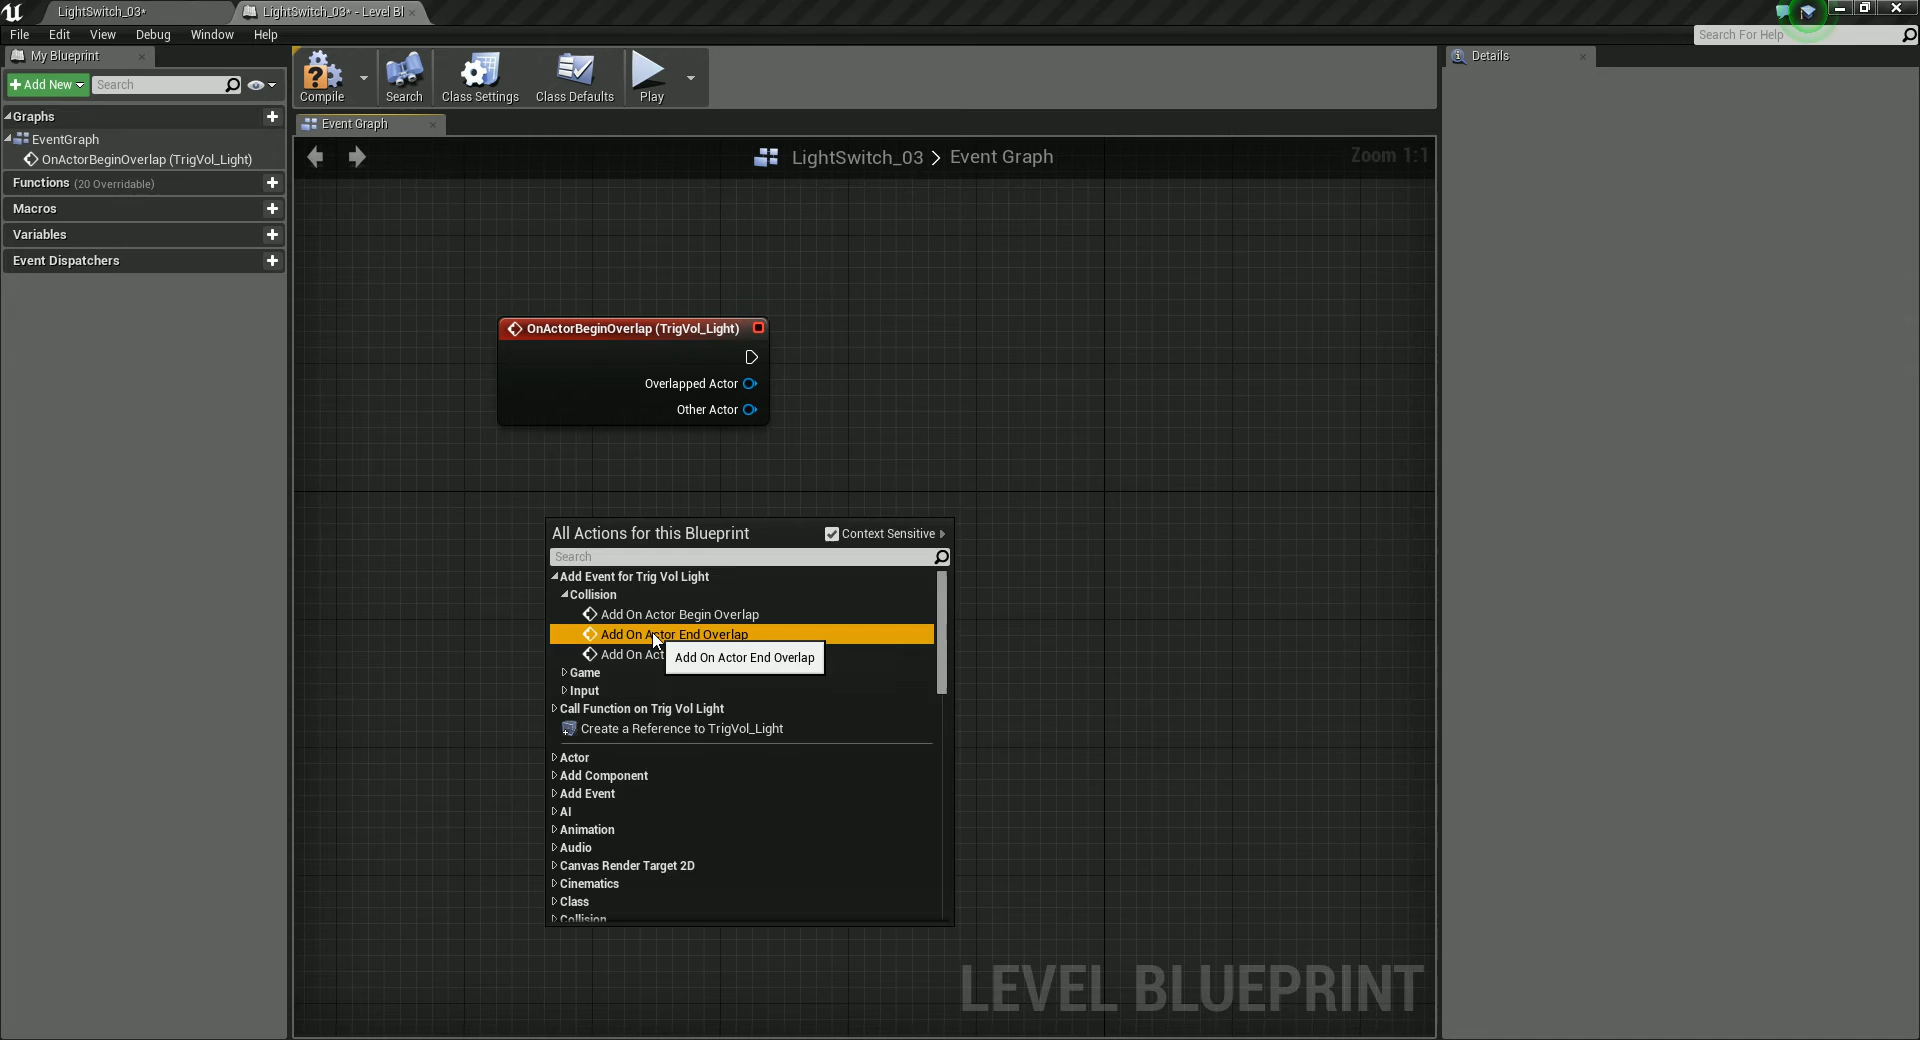 LightSwitch_03*
LightSwitch_03* - Level Bl
File Edit View Debug Window Help
Search For Help
My Blueprint
Details
Add New
Search
Compile
Search
Class Settings
Class Defaults
Play
Graphs
Event Graph
EventGraph
OnActorBeginOverlap (TrigVol_Light)
LightSwitch_03 > Event Graph
Zoom 1:1
Functions (20 Overridable)
Macros
Variables
Event Dispatchers
OnActorBeginOverlap (TrigVol_Light)
Overlapped Actor
Other Actor
All Actions for this Blueprint
Context Sensitive
Search
Add Event for Trig Vol Light
Collision
Add On Actor Begin Overlap
Add On Actor End Overlap
Add On Act
Add On Actor End Overlap
Game
Input
Call Function on Trig Vol Light
Create a Reference to TrigVol_Light
Actor
Add Component
Add Event
AI
Animation
Audio
Canvas Render Target 2D
Cinematics
Class
Collision
LEVEL BLUEPRINT